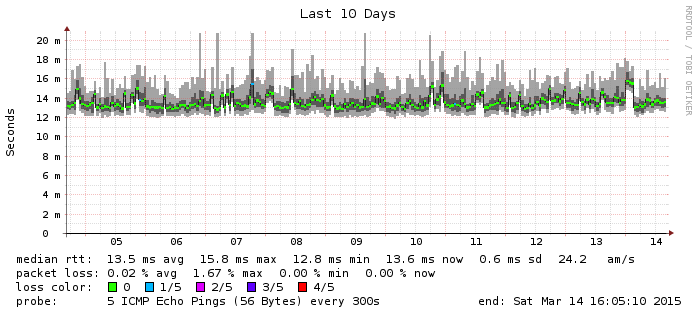 Last 10 Days
RRDTOOL / TOBI OETIKER
Seconds
20 m
18 m
16 m
14 m
12 m
10 m
8 m
6 m
4 m
2 m
0
05 06 07 08 09 10 11 12 13 14
median rtt: 13.5 ms avg 15.8 ms max 12.8 ms min 13.6 ms now 0.6 ms sd 24.2 am/s
packet loss: 0.02 % avg 1.67 % max 0.00 % min 0.00 % now
loss color: 0 1/5 2/5 3/5 4/5
probe: 5 ICMP Echo Pings (56 Bytes) every 300s end: Sat Mar 14 16:05:10 2015